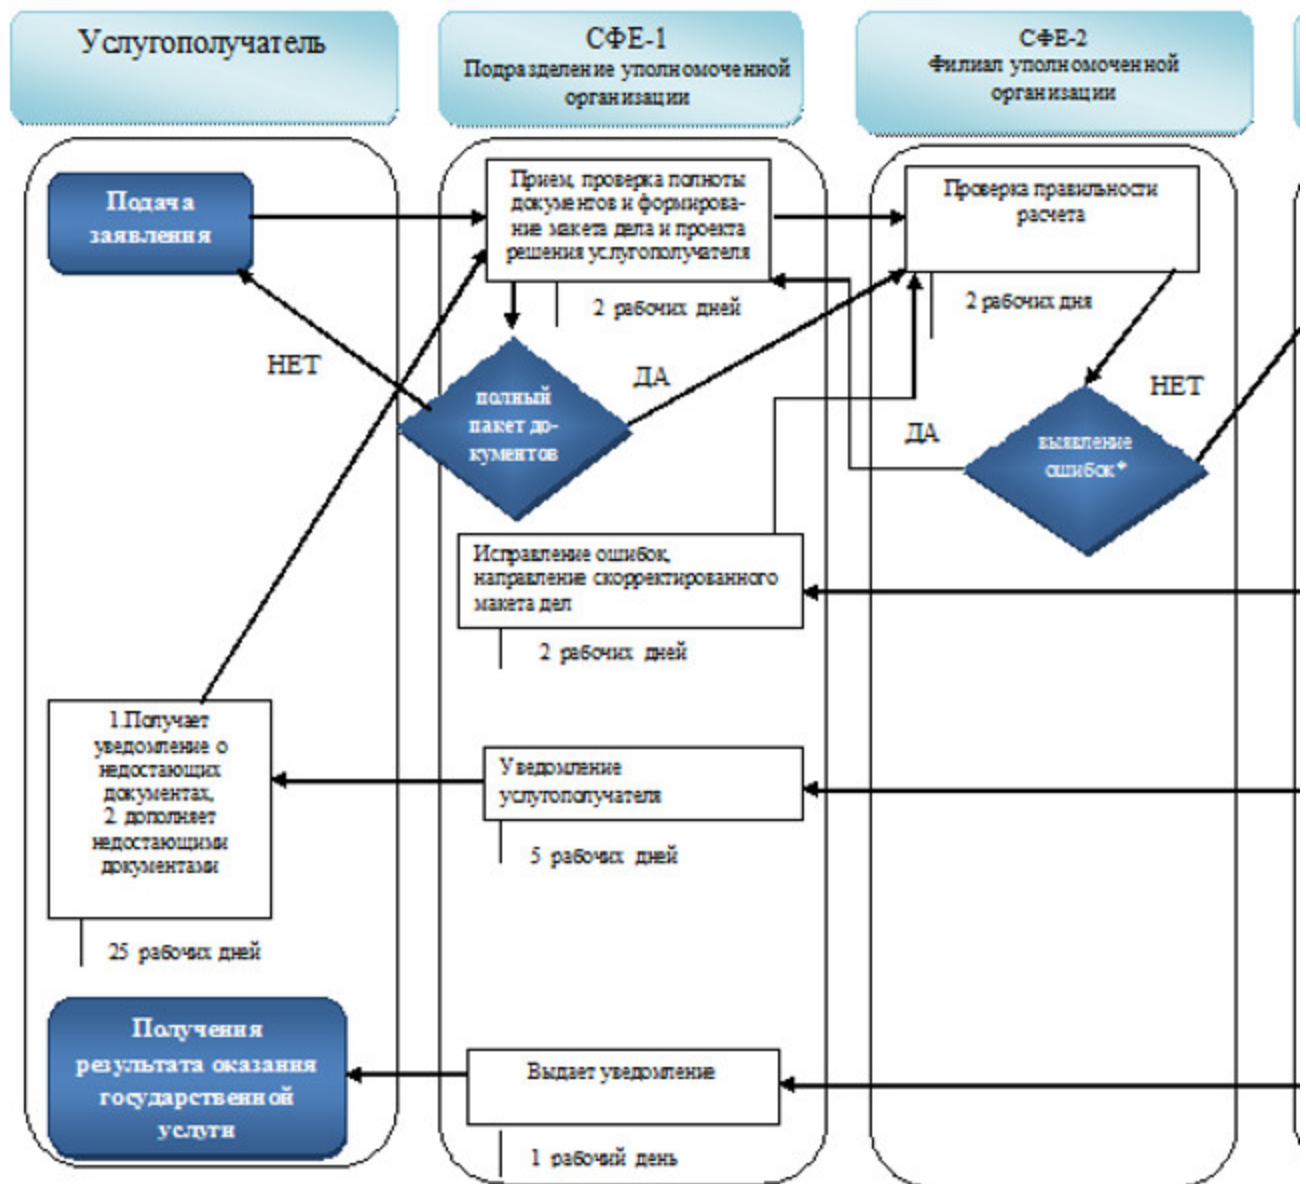 Услугополучатель
СФЕ-1
Подразделение уполномоченной
организации
СФЕ-2
Филиал уполномоченной
организации
Подача
заявления
Прием, проверка полноты
документов и формирова-
ние макета дела и проекта
решения услугополучателя
2 рабочих дней
Проверка правильности
расчета
2 рабочих дня
НЕТ
полный
пакет до-
кументов
ДА
ДА
выявление
ошибок*
НЕТ
Исправление ошибок,
направление скорректированного
макета дел
2 рабочих дней
1.Получает
уведомление о
недостающих
документах,
2. дополняет
недостающими
документами
25 рабочих дней
Уведомление
услугополучателя
5 рабочих дней
Получения
результата оказания
государственной
услуги
Выдает уведомление
1 рабочий день